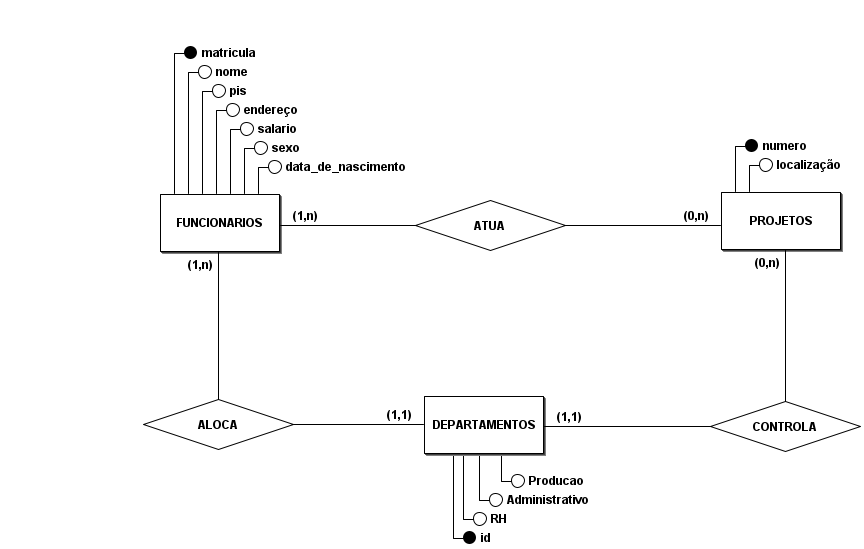 matrícula
nome
pis
endereço
salario
sexo
data_de_nascimento
numero
localização
FUNCIONARIOS
(1,n)
ATUA
(0,n)
PROJETOS
(1,n)
(0,n)
ALOCA
(1,1)
DEPARTAMENTOS
(1,1)
CONTROLA
Producao
Administrativo
RH
id